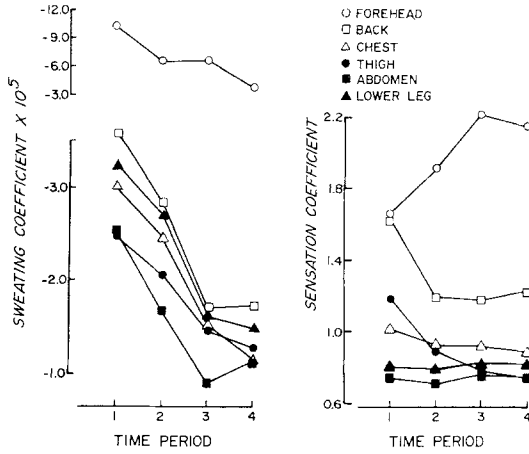 -12.0
-9.0
-6.0
-3.0
-3.0
-2.0
-1.0
SWEATING COEFFICIENT X 10⁵
1 2 3 4
TIME PERIOD
FOREHEAD
BACK
CHEST
THIGH
ABDOMEN
LOWER LEG
2.2
1.8
1.4
1.0
0.6
SENSATION COEFFICIENT
1 2 3 4
TIME PERIOD